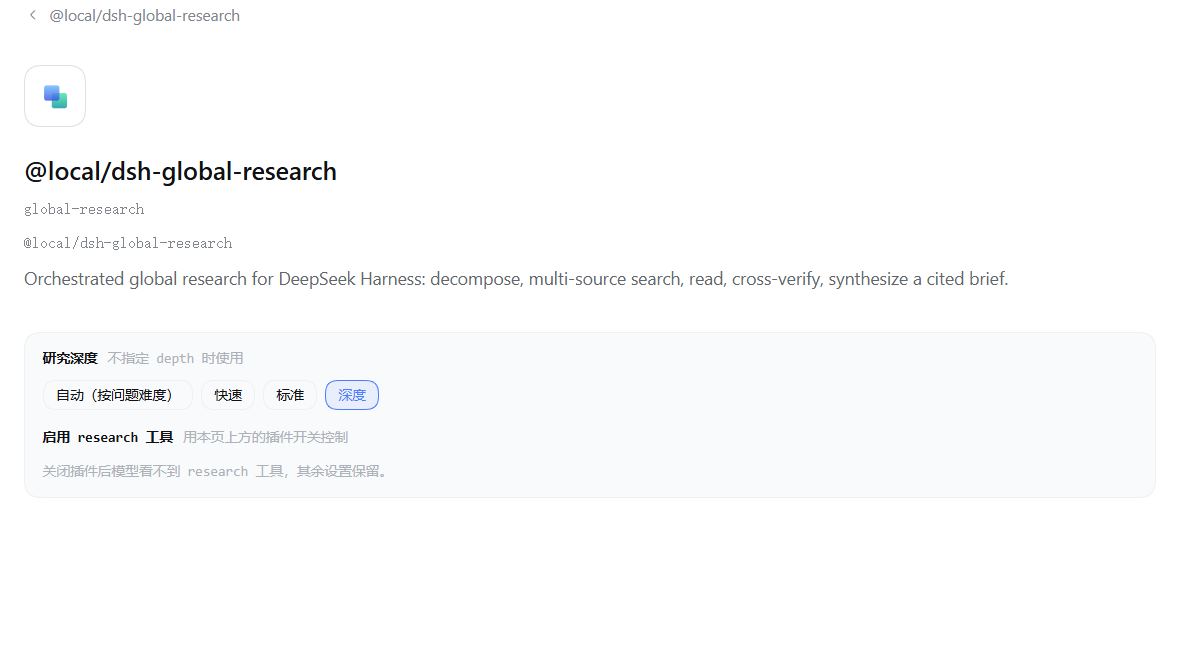 @local/dsh-global-research
@local/dsh-global-research
global-research
@local/dsh-global-research
Orchestrated global research for DeepSeek Harness: decompose, multi-source search, read, cross-verify, synthesize a cited brief.
研究深度 不指定 depth 时使用
自动（按问题难度） 快速 标准 深度
启用 research 工具 用本页上方的插件开关控制
关闭插件后模型看不到 research 工具，其余设置保留。